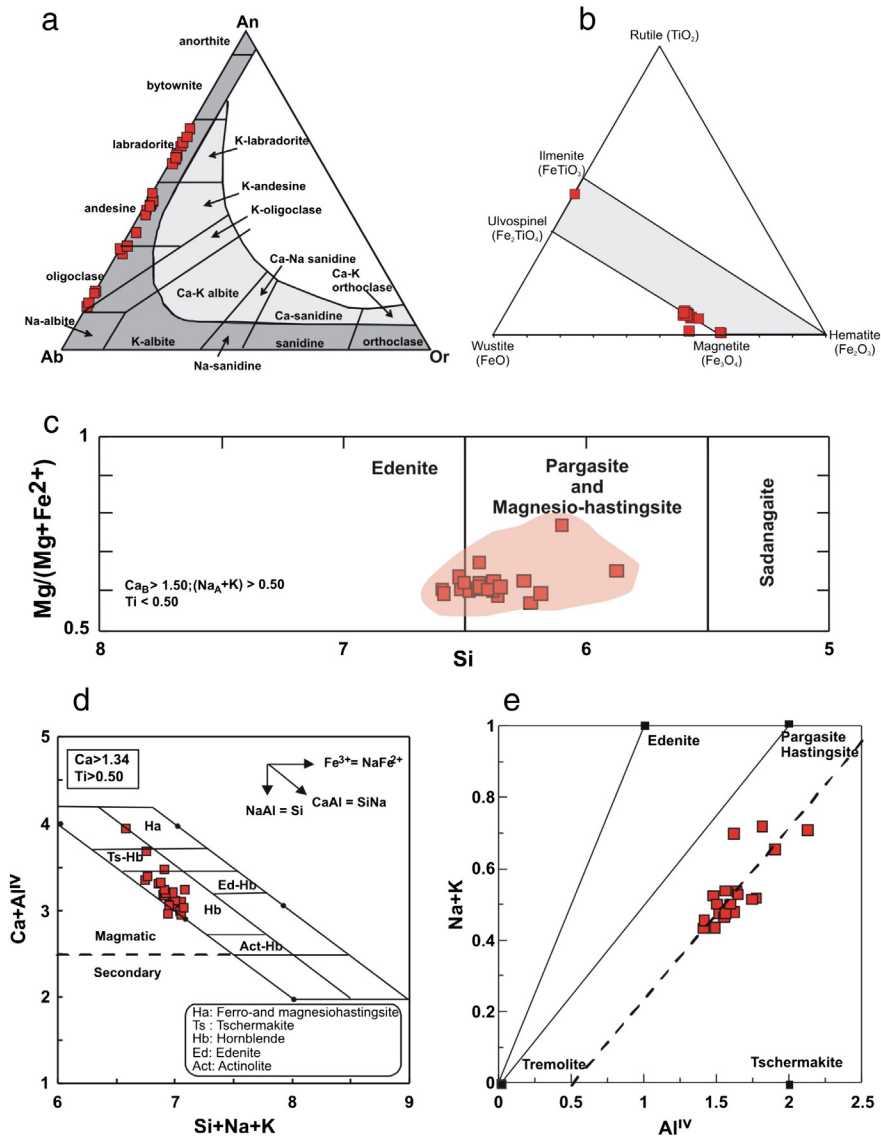 a
An
anorthite
bytownite
labradorite
K-labradorite
K-andesine
andesine
K-oligoclase
Ca-Na sanidine
oligoclase
Ca-K
orthoclase
Ca-K albite
Na-albite
Ca-sanidine
Ab
K-albite
Na-sanidine
sanidine
orthoclase
Or
b
Rutile (TiO2)
Ilmenite
(FeTiO3)
Ulvospinel
(Fe2TiO4)
Wustite
(FeO)
Magnetite
(Fe3O4)
Hematite
(Fe2O3)
c
Mg/(Mg+Fe2+)
1
0.5
Edenite
Pargasite
and
Magnesio-hastingsite
Sadanagaite
CaB> 1.50;(NaA+K) > 0.50
Ti < 0.50
8
7
6
5
Si
d
Ca+AlIV
5
4
3
2
1
Ca>1.34
Ti>0.50
Fe3+= NaFe2+
NaAl = Si
CaAl = SiNa
Ha
Ts-Hb
Ed-Hb
Hb
Act-Hb
Magmatic
Secondary
Ha: Ferro-and magnesiohastingsite
Ts : Tschermakite
Hb: Hornblende
Ed: Edenite
Act: Actinolite
6
7
8
9
Si+Na+K
e
Na+K
1
0.8
0.6
0.4
0.2
0
Edenite
Pargasite
Hastingsite
Tremolite
Tschermakite
0
0.5
1
1.5
2
2.5
AlIV